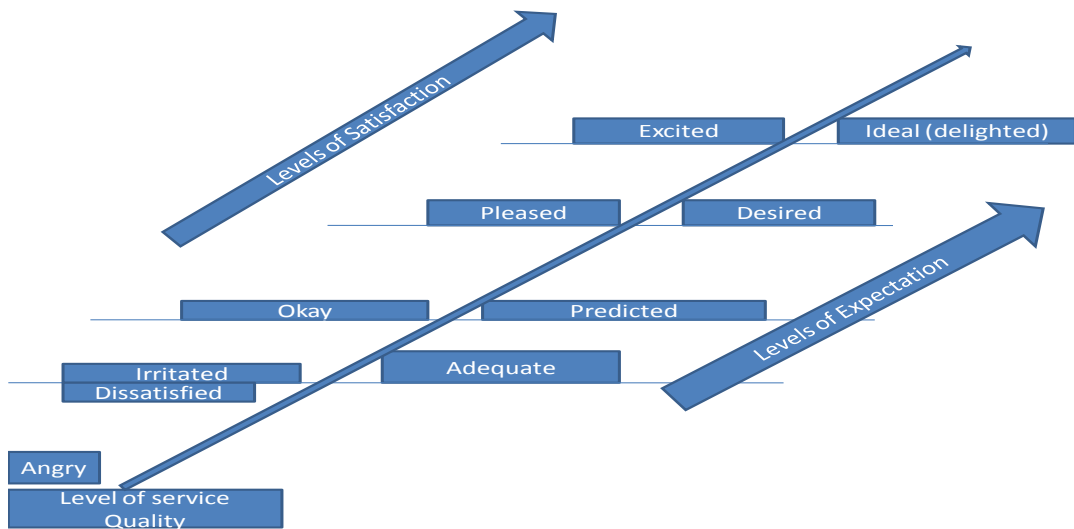 Levels of Satisfaction
Excited
Ideal (delighted)
Pleased
Desired
Levels of Expectation
Okay
Predicted
Irritated
Adequate
Dissatisfied
Angry
Level of service
Quality